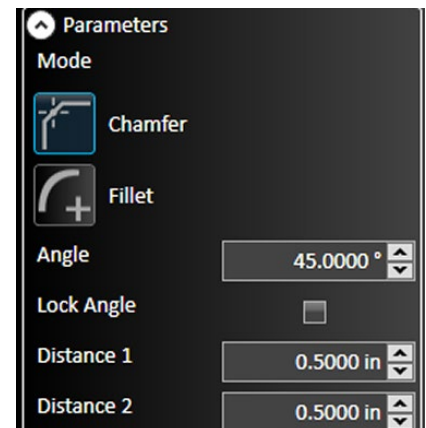 Parameters
Mode
Chamfer
Fillet
Angle 45.0000 °
Lock Angle
Distance 1 0.5000 in
Distance 2 0.5000 in